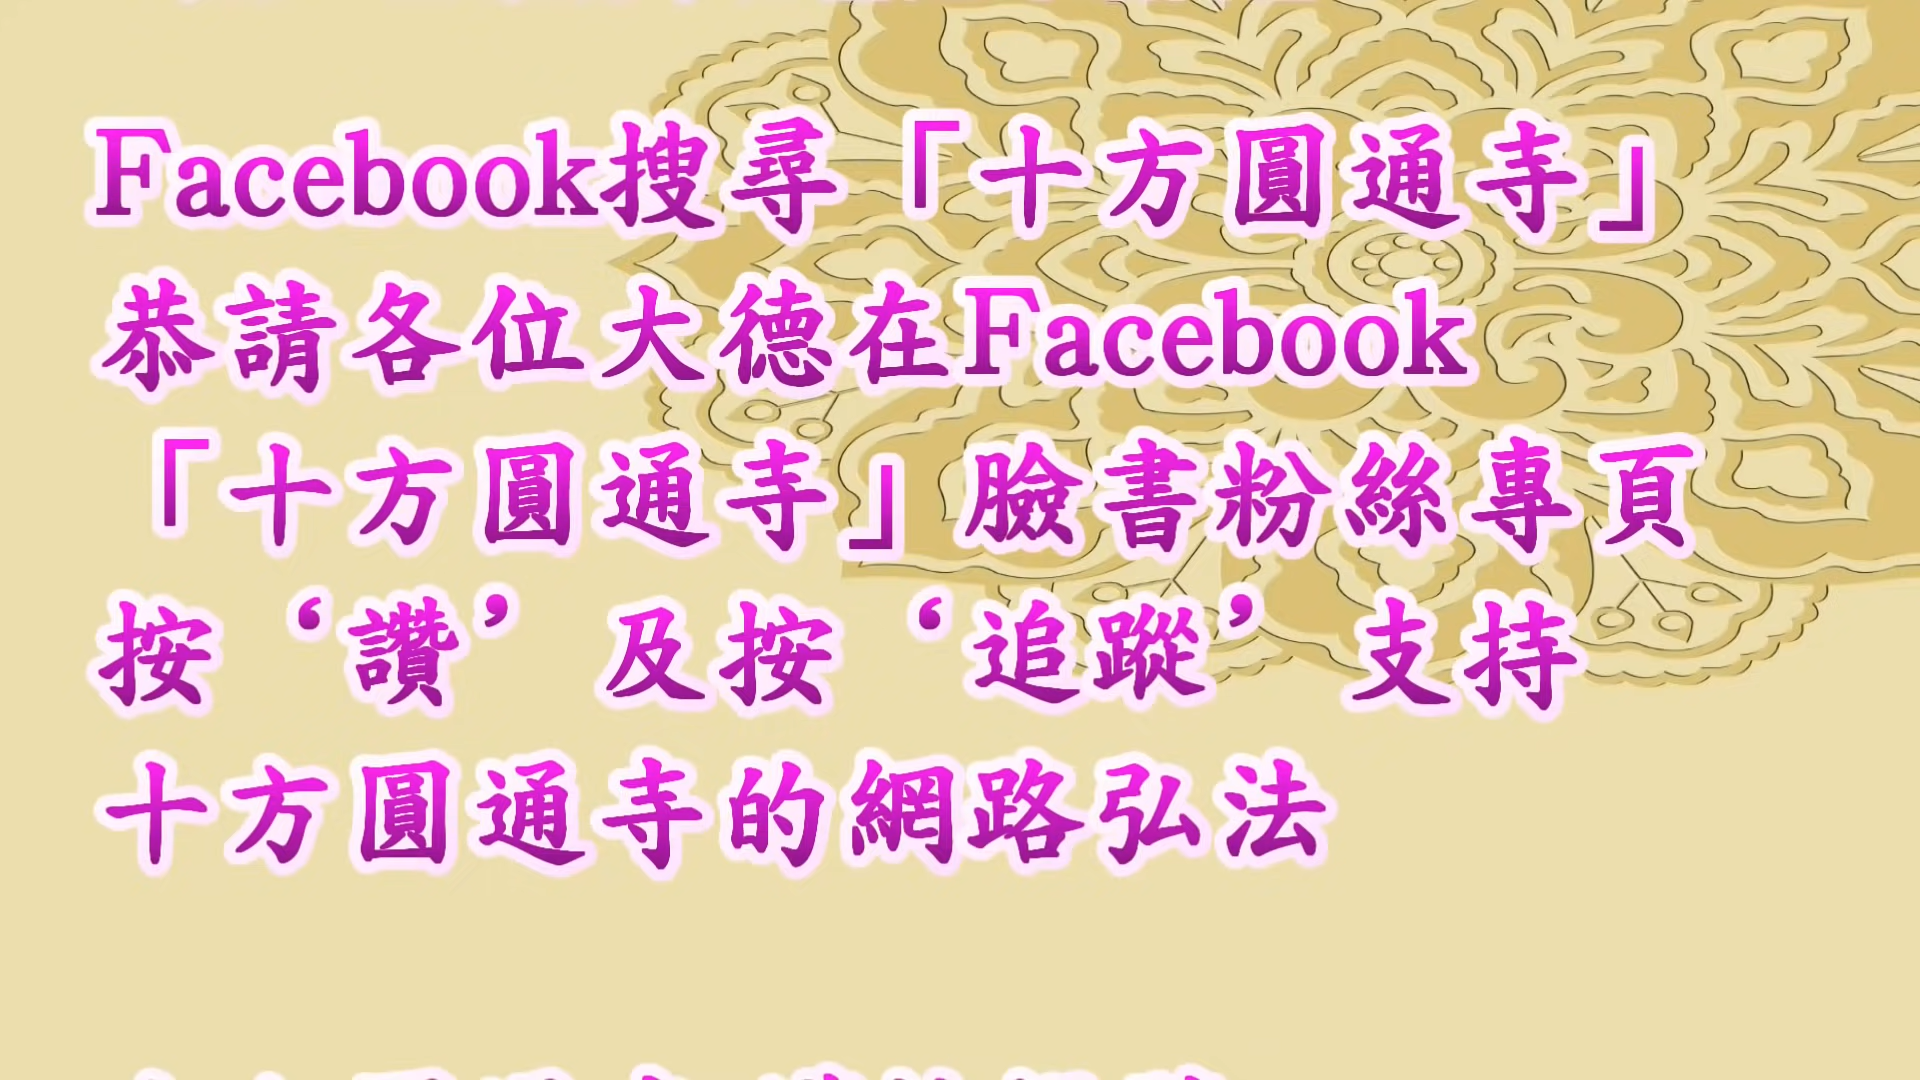 Facebook搜尋「十方圓通寺」
恭請各位大德在Facebook
「十方圓通寺」臉書粉絲專頁
按‘讚’及按‘追蹤’支持
十方圓通寺的網路弘法